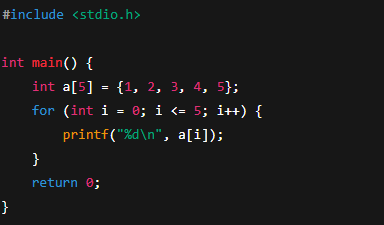 #include <stdio.h>

int main() {
    int a[5] = {1, 2, 3, 4, 5};
    for (int i = 0; i <= 5; i++) {
        printf("%d\n", a[i]);
    }
    return 0;
}